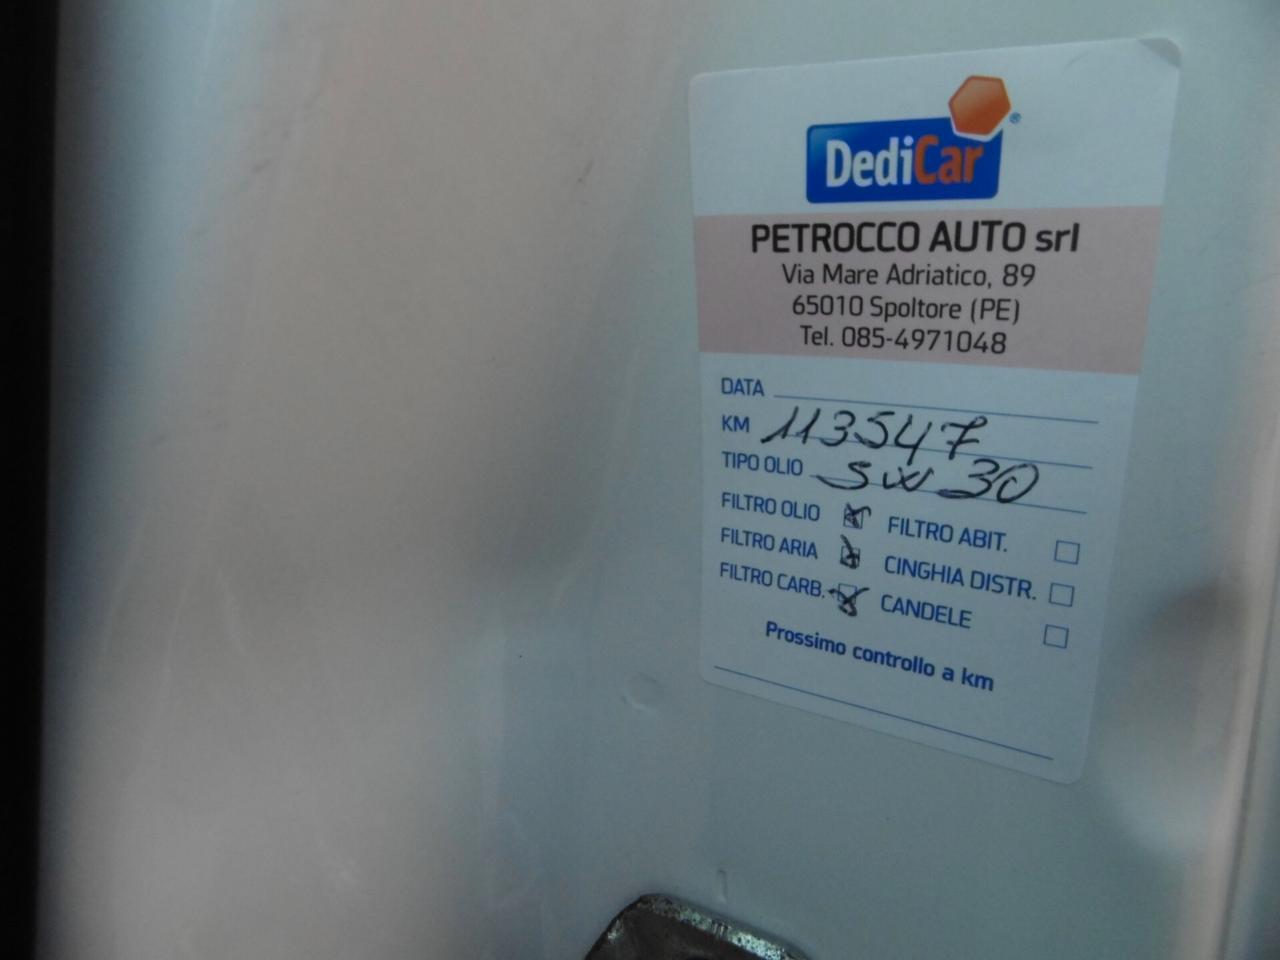 DediCar ®
PETROCCO AUTO srl
Via Mare Adriatico, 89
65010 Spoltore (PE)
Tel. 085-4971048
DATA
KM 113547
TIPO OLIO 5w30
FILTRO OLIO FILTRO ABIT.
FILTRO ARIA CINGHIA DISTR.
FILTRO CARB. CANDELE
Prossimo controllo a km